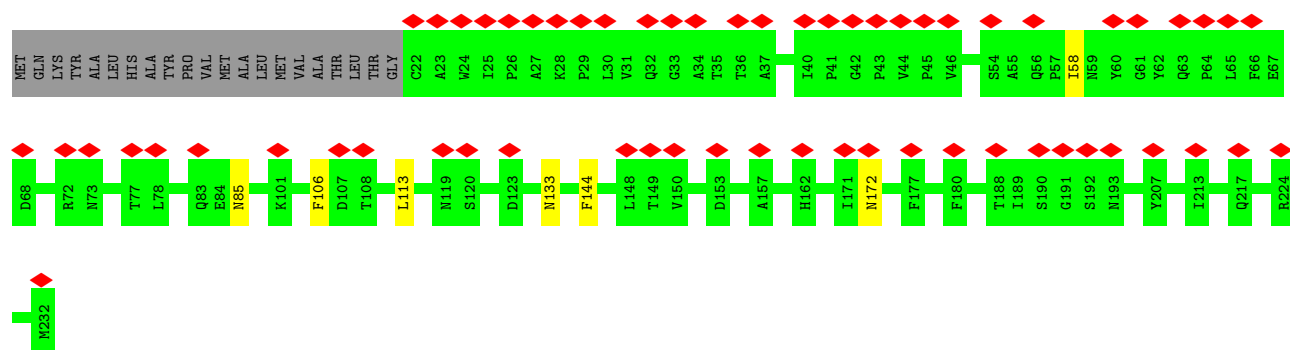 MET GLN LYS TYR ALA LEU HIS ALA TYR PRO VAL MET ALA LEU MET VAL ALA THR LEU THR GLY C22 A23 W24 I25 P26 A27 K28 P29 L30 V31 Q32 G33 A34 T35 T36 A37 I40 P41 G42 P43 V44 P45 V46 S54 A55 Q56 P57 I58 N59 Y60 G61 Y62 Q63 P64 L65 F66 E67
D68 R72 N73 T77 L78 Q83 E84 N85 K101 F106 D107 T108 L113 N119 S120 D123 N133 F144 L148 T149 V150 D153 A157 H162 I171 N172 F177 F180 T188 I189 S190 G191 S192 N193 Y207 I213 Q217 R224
M232